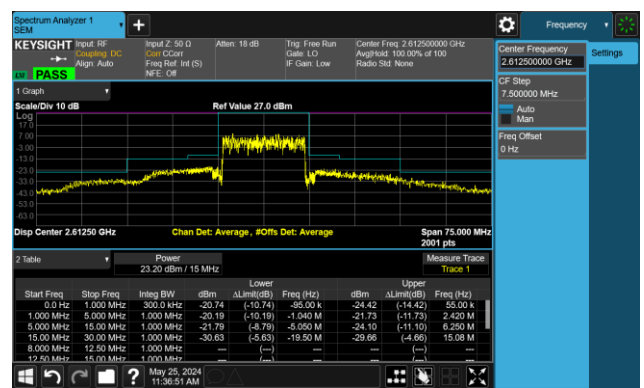 Spectrum Analyzer 1
SEM
Frequency
KEYSIGHT
Input: RF
Coupling: DC
Align: Auto
Input Z: 50 Ω
Corr CCorr
Freq Ref: Int (S)
NFE: Off
Atten: 18 dB
Trig: Free Run
Gate: LO
IF Gain: Low
Center Freq: 2.612500000 GHz
Avg|Hold: 100.00% of 100
Radio Std: None
PASS
Center Frequency
2.612500000 GHz
Settings
CF Step
7.500000 MHz
Auto
Man
Freq Offset
0 Hz
1 Graph
Scale/Div 10 dB
Ref Value 27.0 dBm
Log
17.0
7.00
-3.00
-13.0
-23.0
-33.0
-43.0
-53.0
-63.0
Disp Center 2.61250 GHz
Chan Det: Average , #Offs Det: Average
Span 75.000 MHz
2001 pts
2 Table
Power
23.20 dBm / 15 MHz
Measure Trace
Trace 1
Lower Upper
Start Freq Stop Freq Integ BW dBm ΔLimit(dB) Freq (Hz) dBm ΔLimit(dB) Freq (Hz)
0.0 Hz 1.000 MHz 300.0 kHz -20.74 (-10.74) -95.00 k -24.42 (-14.42) 55.00 k
1.000 MHz 5.000 MHz 1.000 MHz -20.19 (-10.19) -1.040 M -21.73 (-11.73) 2.420 M
5.000 MHz 15.00 MHz 1.000 MHz -21.79 (-8.79) -5.050 M -24.10 (-11.10) 6.250 M
15.00 MHz 30.00 MHz 1.000 MHz -30.63 (-5.63) -19.50 M -29.66 (-4.66) 15.08 M
8.000 MHz 12.50 MHz 1.000 MHz --- (---) --- --- (---) ---
12.50 MHz 15.00 MHz 1.000 MHz --- (---) --- --- (---) ---
May 25, 2024
11:36:51 AM